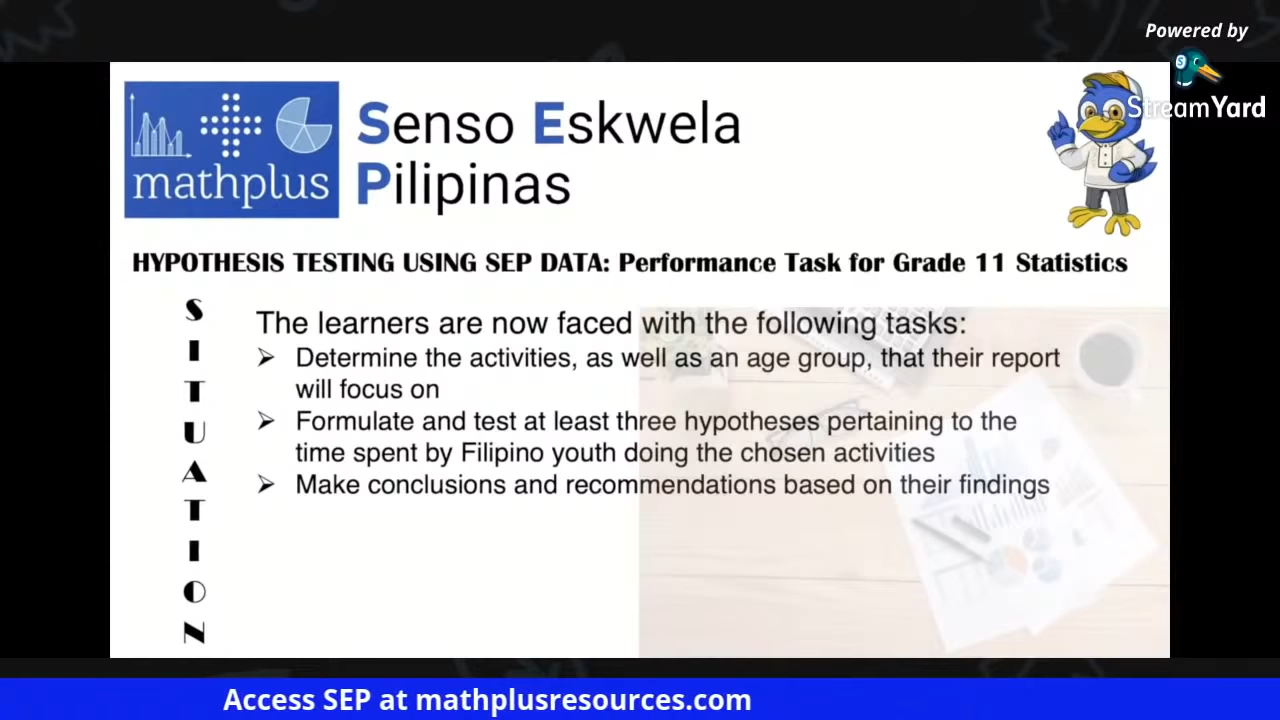 Powered by
StreamYard
mathplus
Senso Eskwela
Pilipinas
HYPOTHESIS TESTING USING SEP DATA: Performance Task for Grade 11 Statistics
SITUATION
The learners are now faced with the following tasks:
➢ Determine the activities, as well as an age group, that their report
will focus on
➢ Formulate and test at least three hypotheses pertaining to the
time spent by Filipino youth doing the chosen activities
➢ Make conclusions and recommendations based on their findings
Access SEP at mathplusresources.com